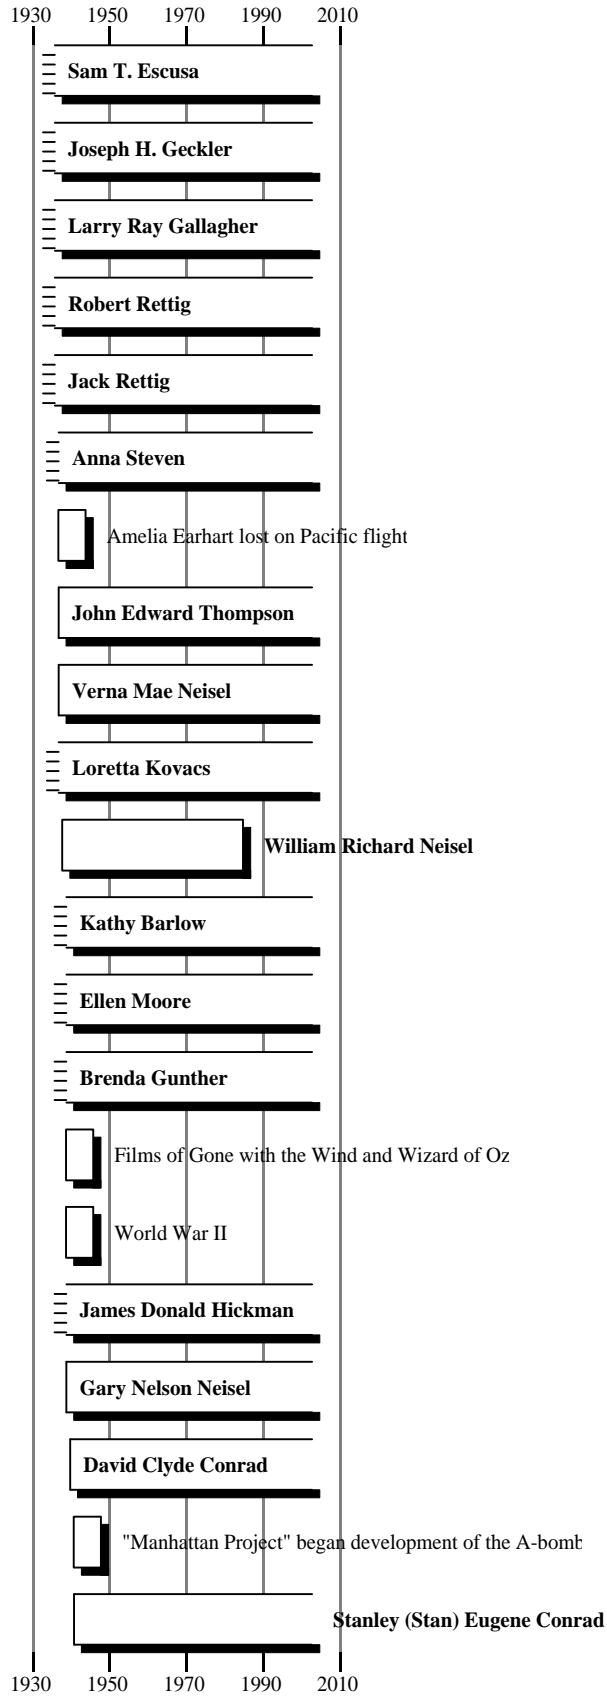 1930 1950 1970 1990 2010
Sam T. Escusa
Joseph H. Geckler
Larry Ray Gallagher
Robert Rettig
Jack Rettig
Anna Steven
Amelia Earhart lost on Pacific flight
John Edward Thompson
Verna Mae Neisel
Loretta Kovacs
William Richard Neisel
Kathy Barlow
Ellen Moore
Brenda Gunther
Films of Gone with the Wind and Wizard of Oz
World War II
James Donald Hickman
Gary Nelson Neisel
David Clyde Conrad
"Manhattan Project" began development of the A-bomb
Stanley (Stan) Eugene Conrad
1930 1950 1970 1990 2010